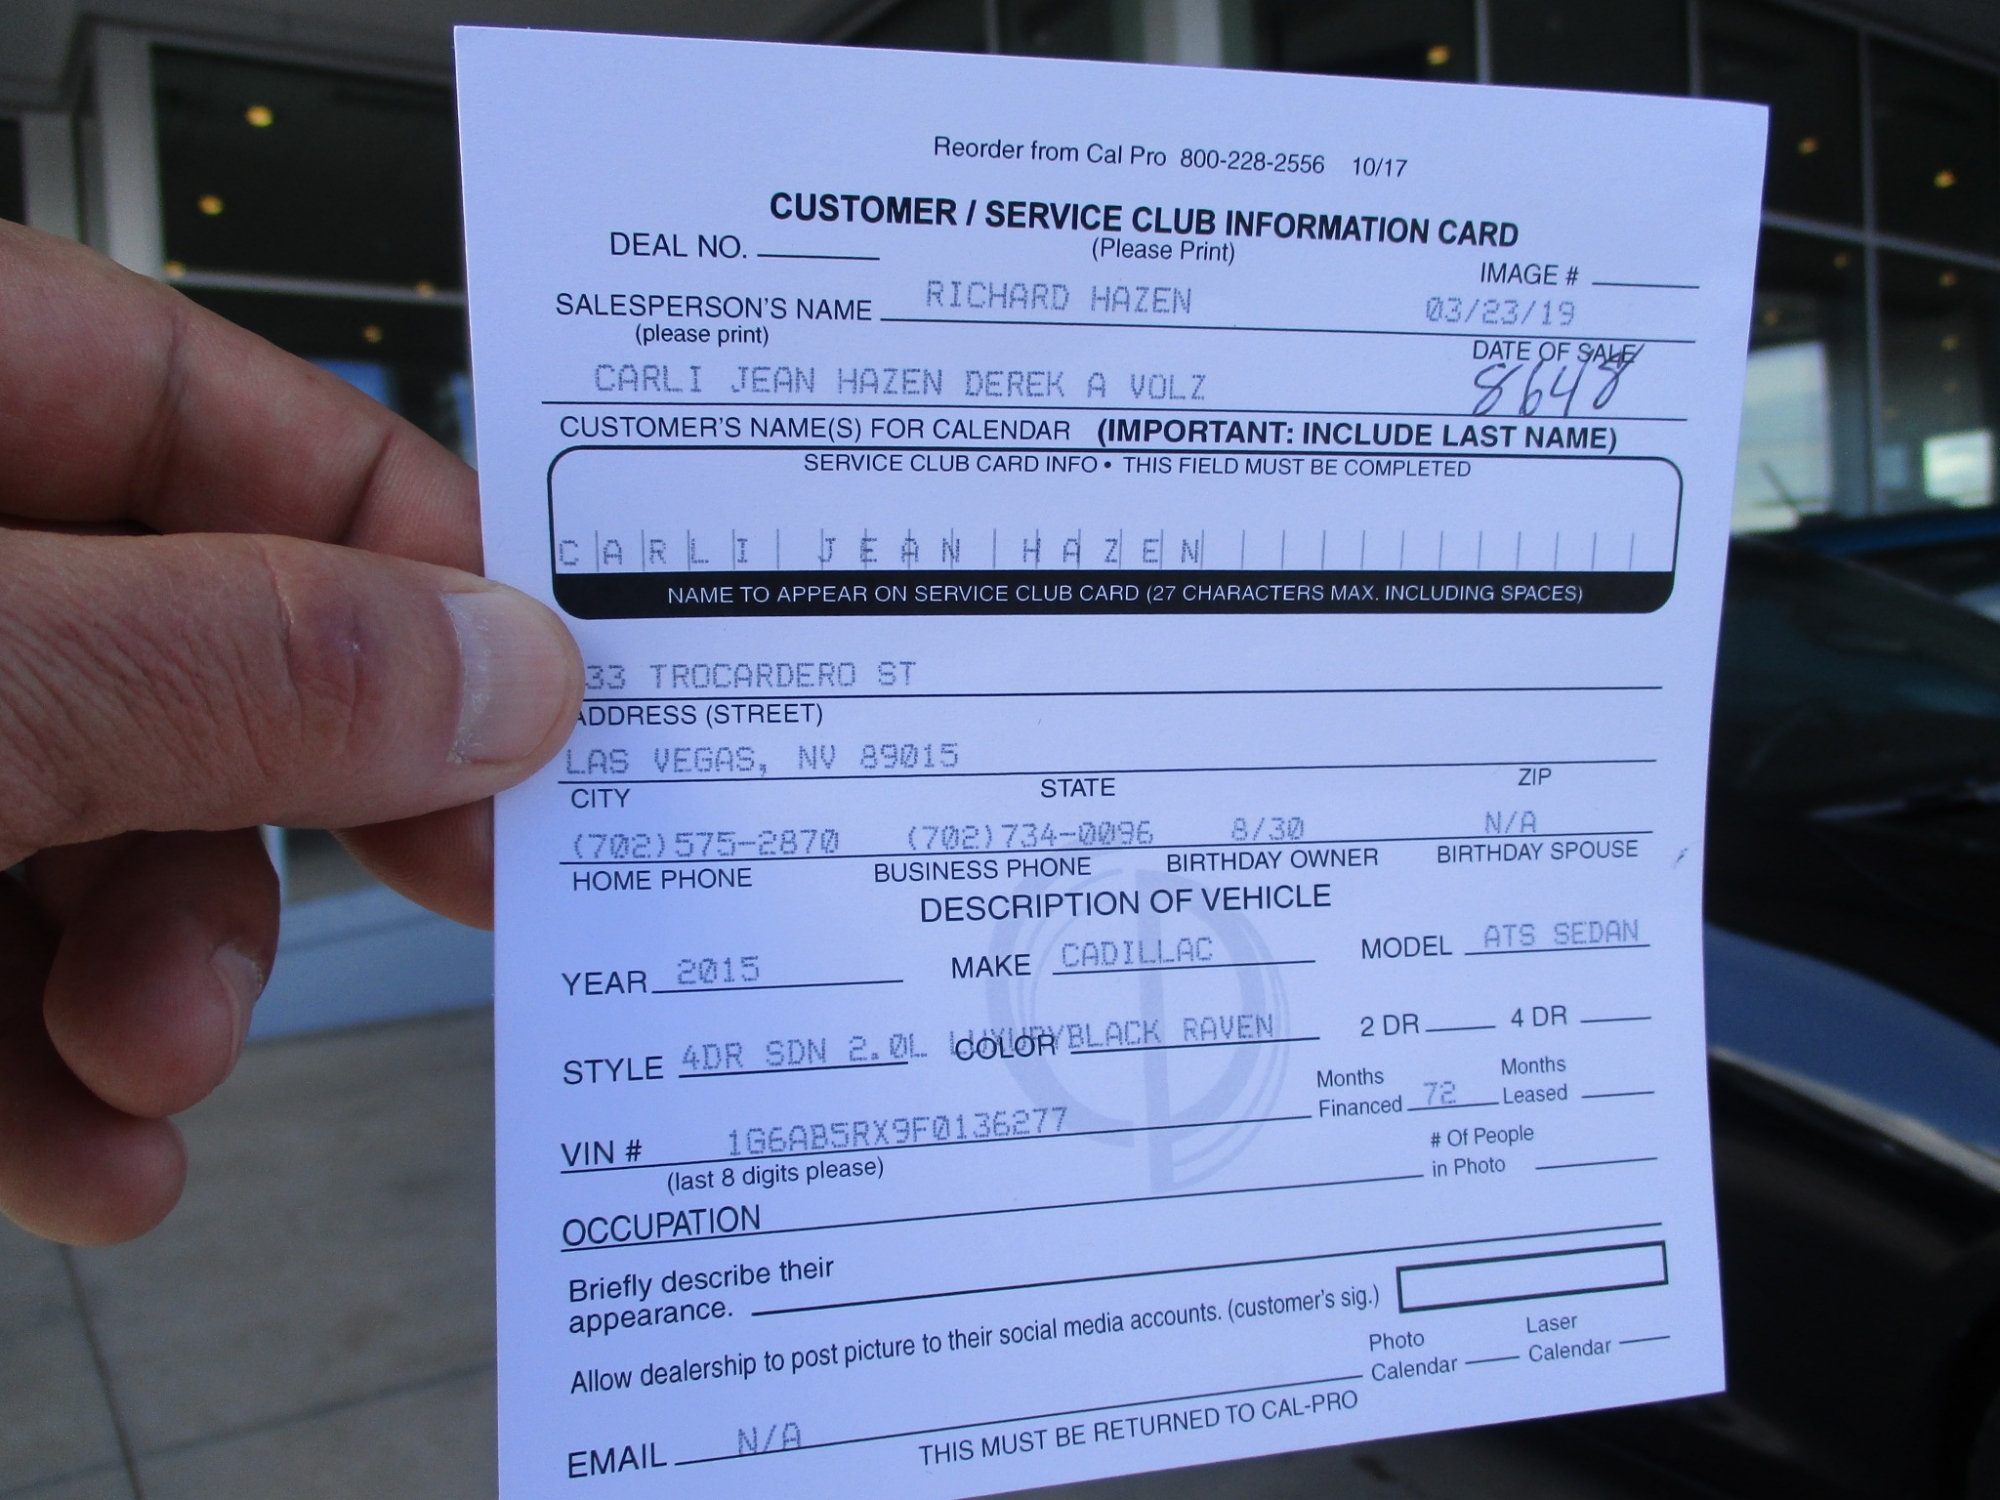 Reorder from Cal Pro 800-228-2556 10/17
CUSTOMER / SERVICE CLUB INFORMATION CARD
DEAL NO. (Please Print)
IMAGE #
SALESPERSON'S NAME RICHARD HAZEN 03/23/19
(please print) DATE OF SALE
CARLI JEAN HAZEN DEREK A VOLZ 8648
CUSTOMER'S NAME(S) FOR CALENDAR (IMPORTANT: INCLUDE LAST NAME)
SERVICE CLUB CARD INFO • THIS FIELD MUST BE COMPLETED
CARLI JEAN HAZEN
NAME TO APPEAR ON SERVICE CLUB CARD (27 CHARACTERS MAX. INCLUDING SPACES)
33 TROCARDERO ST
ADDRESS (STREET)
LAS VEGAS, NV 89015
CITY STATE ZIP
(702)575-2870 (702)734-0096 8/30 N/A
HOME PHONE BUSINESS PHONE BIRTHDAY OWNER BIRTHDAY SPOUSE
DESCRIPTION OF VEHICLE
YEAR 2015 MAKE CADILLAC MODEL ATS SEDAN
STYLE 4DR SDN 2.0L LUXURY COLOR BLACK RAVEN 2 DR 4 DR
Months Financed 72 Months Leased
VIN # 1G6AB5RX9F0136277
(last 8 digits please) # Of People in Photo
OCCUPATION
Briefly describe their
appearance.
Allow dealership to post picture to their social media accounts. (customer's sig.)
Photo Calendar Laser Calendar
EMAIL N/A
THIS MUST BE RETURNED TO CAL-PRO